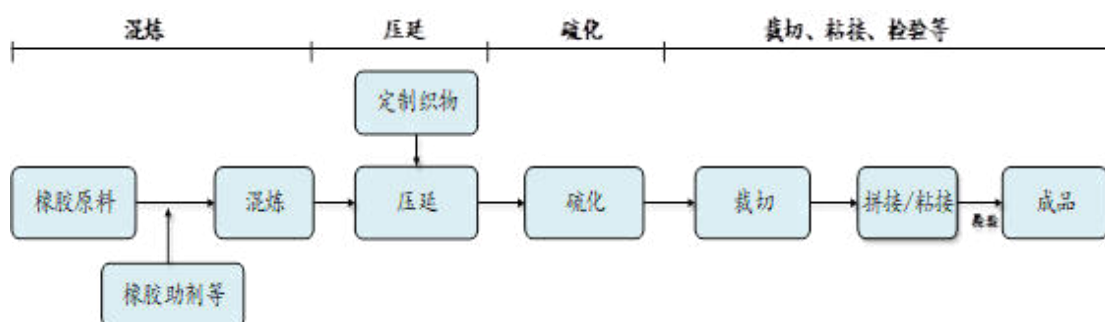 混炼
压延
硫化
裁切、粘接、检验等
定制织物
橡胶原料
混炼
压延
硫化
裁切
拼接/粘接
检验
成品
橡胶助剂等